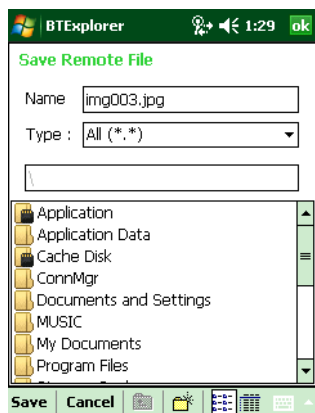 BTExplorer 1:29 ok
Save Remote File
Name img003.jpg
Type : All (*.*)
\
Application
Application Data
Cache Disk
ConnMgr
Documents and Settings
MUSIC
My Documents
Program Files
Save Cancel